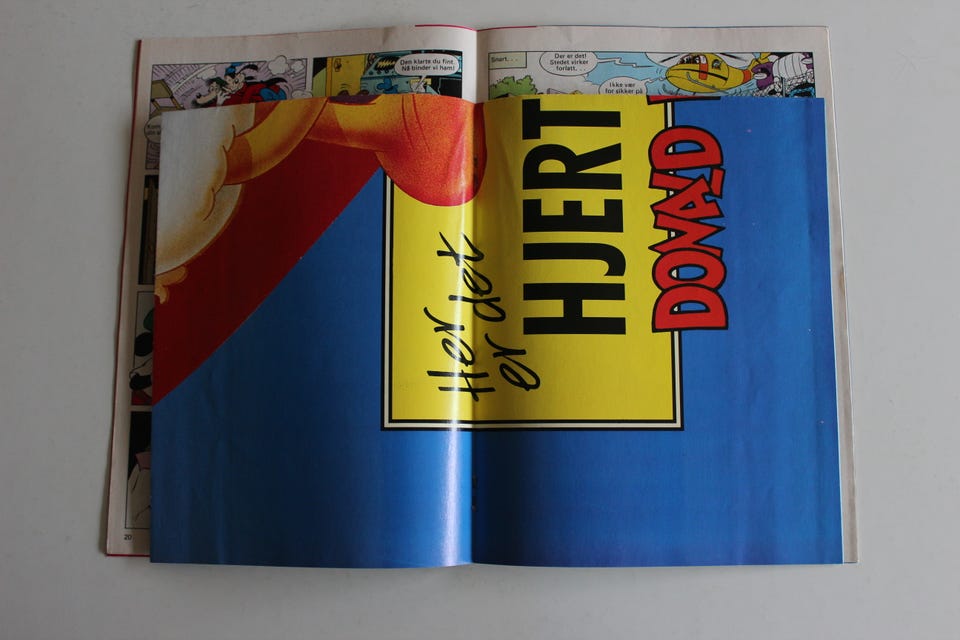 Den klarte du fint.
Nå binder vi ham!
Snart. . .
Der er det!
Stedet virker
forlatt. . .
Ikke vær
for sikker på
Her det
er
HJERT
DONALD
20